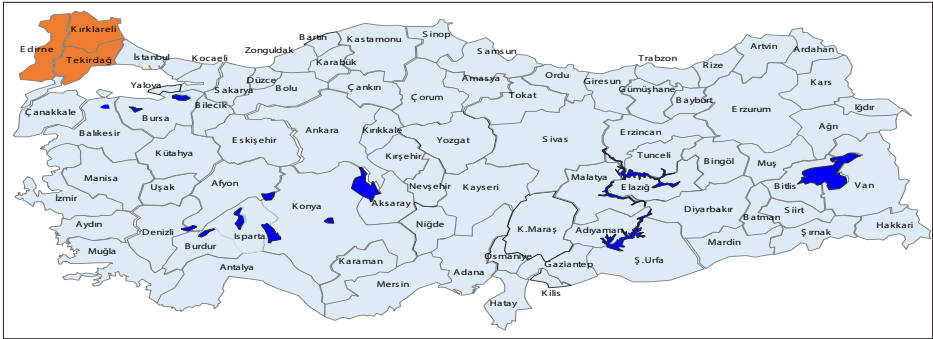 Kırklareli
Edirne
Tekirdağ
İstanbul
Kocaeli
Yalova
Sakarya
Zonguldak
Düzce
Bolu
Bartın
Karabük
Kastamonu
Sinop
Çankırı
Samsun
Amasya
Çorum
Tokat
Ordu
Giresun
Trabzon
Gümüşhane
Rize
Bayburt
Artvin
Ardahan
Kars
Iğdır
Ağrı
Erzurum
Çanakkale
Balıkesir
Bursa
Bilecik
Eskişehir
Kütahya
Ankara
Kırıkkale
Kırşehir
Yozgat
Sivas
Erzincan
Tunceli
Bingöl
Muş
Bitlis
Van
Manisa
Uşak
Afyon
İzmir
Aydın
Denizli
Muğla
Burdur
Isparta
Antalya
Konya
Aksaray
Nevşehir
Niğde
Kayseri
Karaman
Mersin
Adana
Osmaniye
Hatay
K.Maraş
Gaziantep
Kilis
Malatya
Elazığ
Adıyaman
Ş.Urfa
Diyarbakır
Mardin
Batman
Siirt
Şırnak
Hakkari